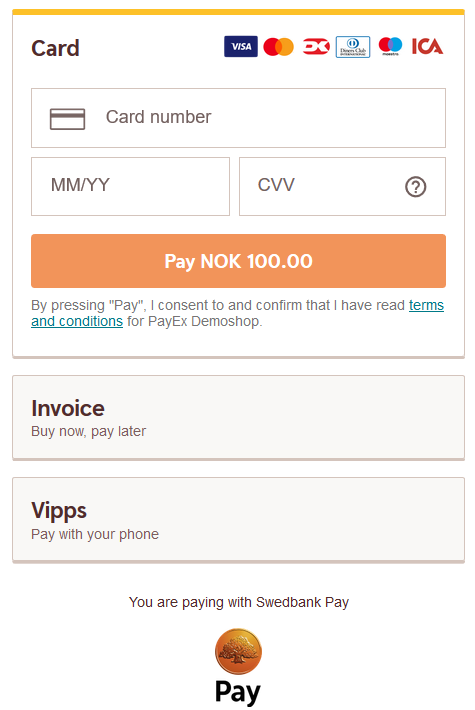 Card
VISA
Diners Club
INTERNATIONAL
maestro
ICA
Card number
MM/YY
CVV
Pay NOK 100.00
By pressing "Pay", I consent to and confirm that I have read terms
and conditions for PayEx Demoshop.
Invoice
Buy now, pay later
Vipps
Pay with your phone
You are paying with Swedbank Pay
Pay